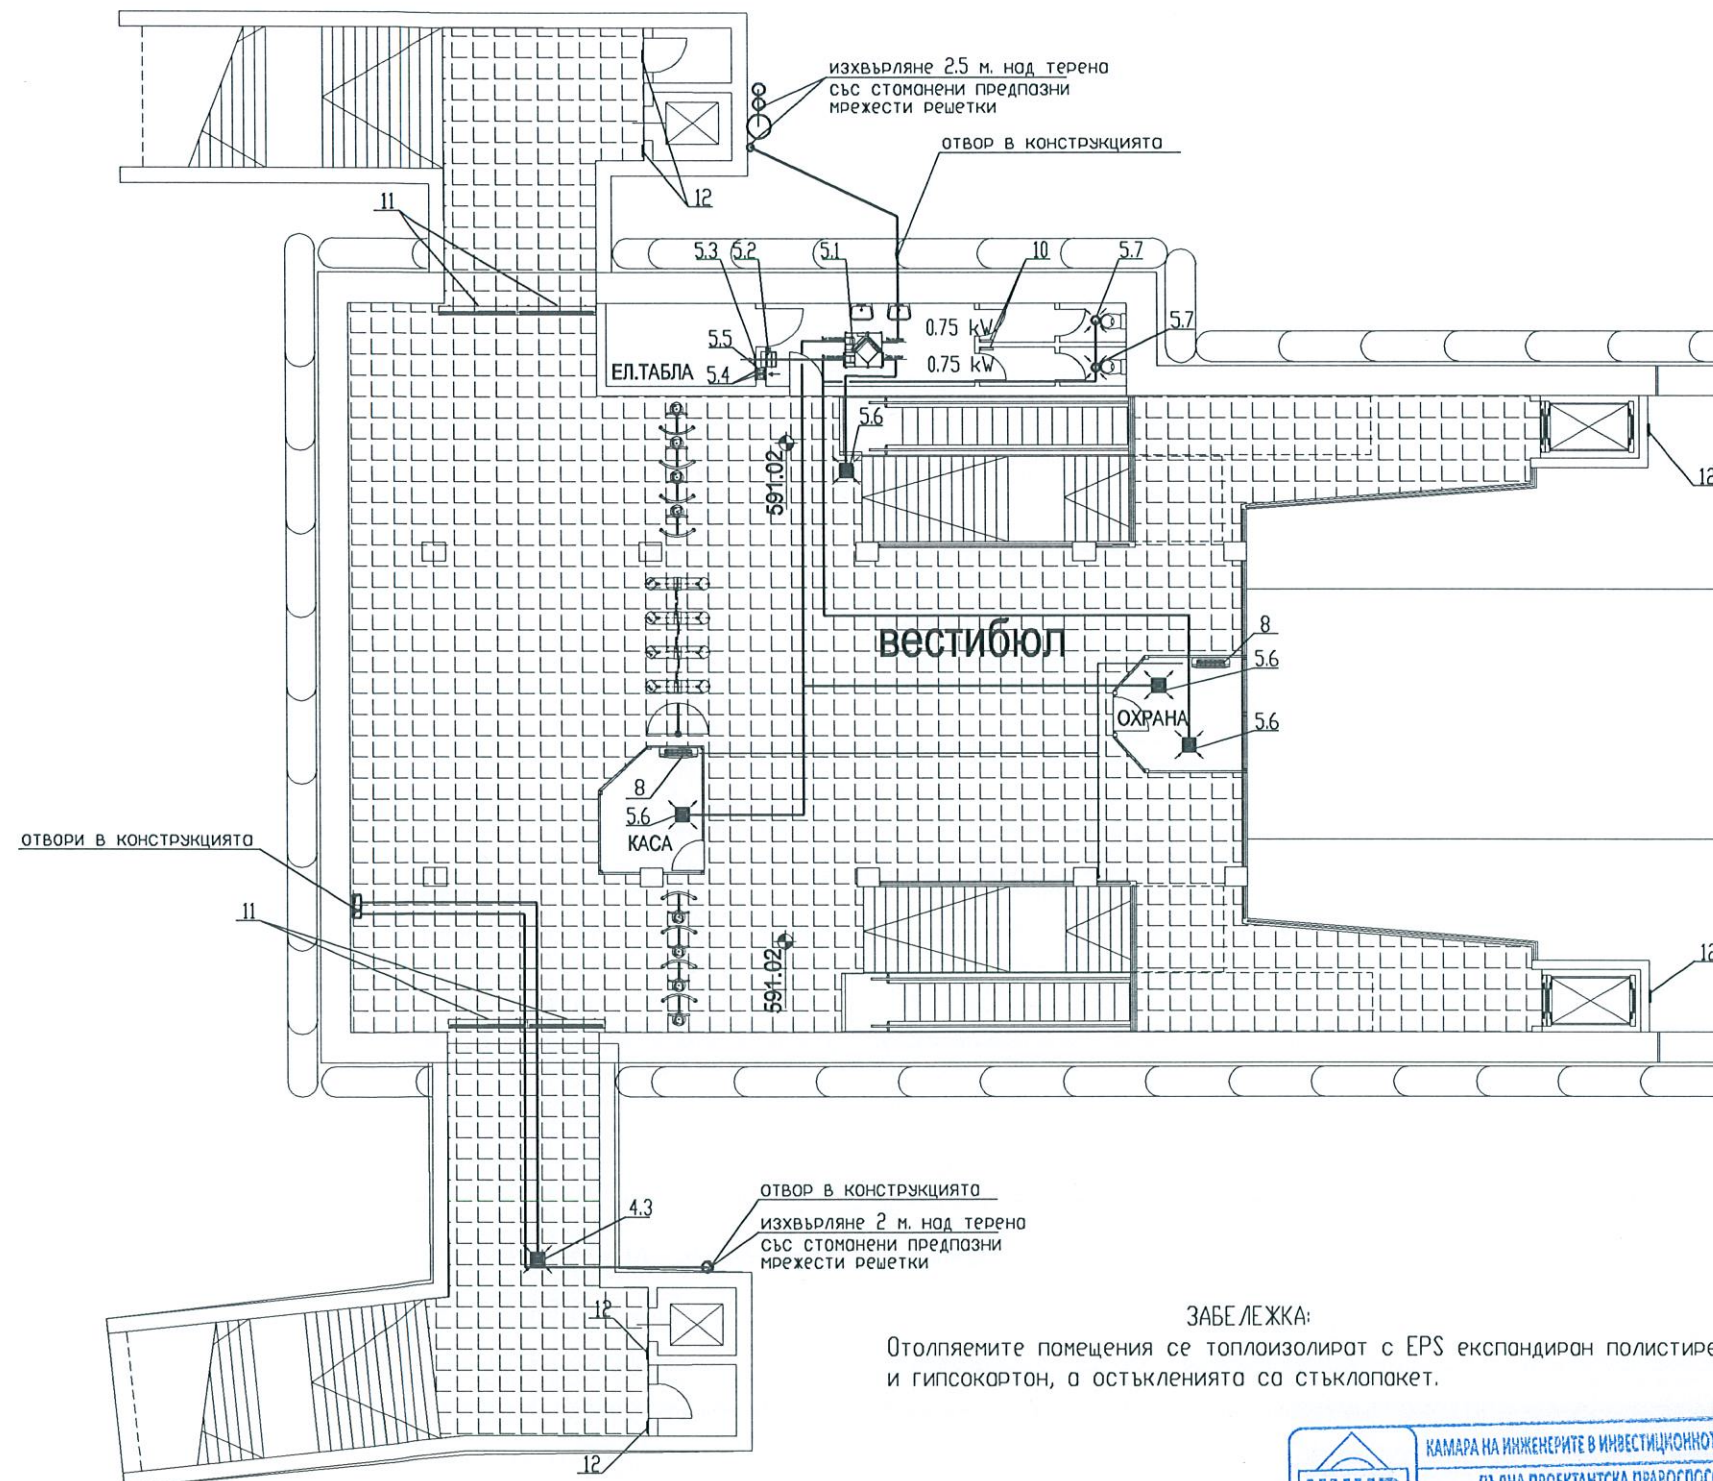 ИЗХВЪРЛЯНЕ 2.5 м. НАД ТЕРЕНА
СЪС СТОМАНЕНИ ПРЕДПАЗНИ
МРЕЖЕСТИ РЕШЕТКИ
ОТВОР В КОНСТРУКЦИЯТА
12
11
5.3
5.2
5.1
10
5.7
5.7
0.75 kW
0.75 kW
5.5
5.4
ЕЛ.ТАБЛА
5.6
591.02
12
вестибюл
8
5.6
ОХРАНА
5.6
8
5.6
КАСА
ОТВОРИ В КОНСТРУКЦИЯТА
11
591.02
12
4.3
ОТВОР В КОНСТРУКЦИЯТА
ИЗХВЪРЛЯНЕ 2 м. НАД ТЕРЕНА
СЪС СТОМАНЕНИ ПРЕДПАЗНИ
МРЕЖЕСТИ РЕШЕТКИ
12
12
ЗАБЕЛЕЖКА:
Отопляемите помещения се топлоизолират с EPS експандиран полистире
и гипсокартон, а остъкленията са стъклопакет.
КАМАРА НА ИНЖЕНЕРИТЕ В ИНВЕСТИЦИОННОТ